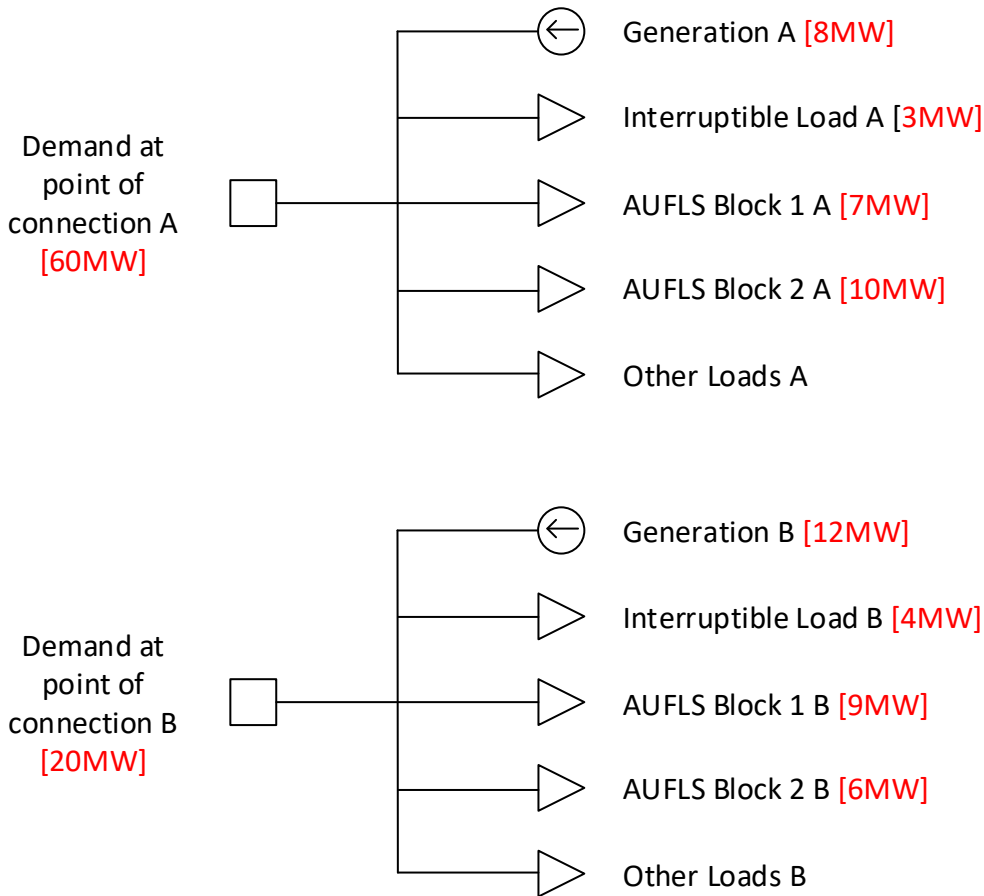 Generation A [8MW]
Interruptible Load A [3MW]
Demand at
point of
connection A
[60MW]
AUFLS Block 1 A [7MW]
AUFLS Block 2 A [10MW]
Other Loads A
Generation B [12MW]
Interruptible Load B [4MW]
Demand at
point of
connection B
[20MW]
AUFLS Block 1 B [9MW]
AUFLS Block 2 B [6MW]
Other Loads B